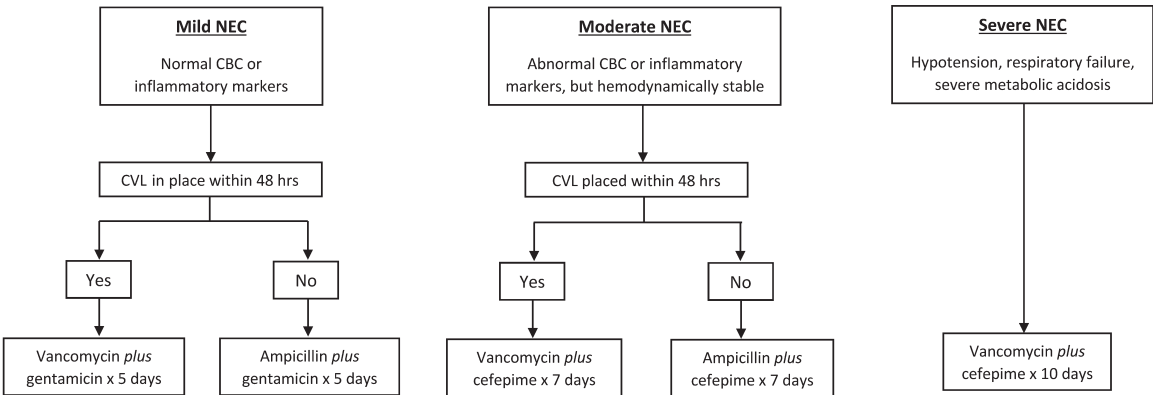 Mild NEC
Normal CBC or
inflammatory markers
CVL in place within 48 hrs
Yes
No
Vancomycin plus
gentamicin x 5 days
Ampicillin plus
gentamicin x 5 days
Moderate NEC
Abnormal CBC or inflammatory
markers, but hemodynamically stable
CVL placed within 48 hrs
Yes
No
Vancomycin plus
cefepime x 7 days
Ampicillin plus
cefepime x 7 days
Severe NEC
Hypotension, respiratory failure,
severe metabolic acidosis
Vancomycin plus
cefepime x 10 days